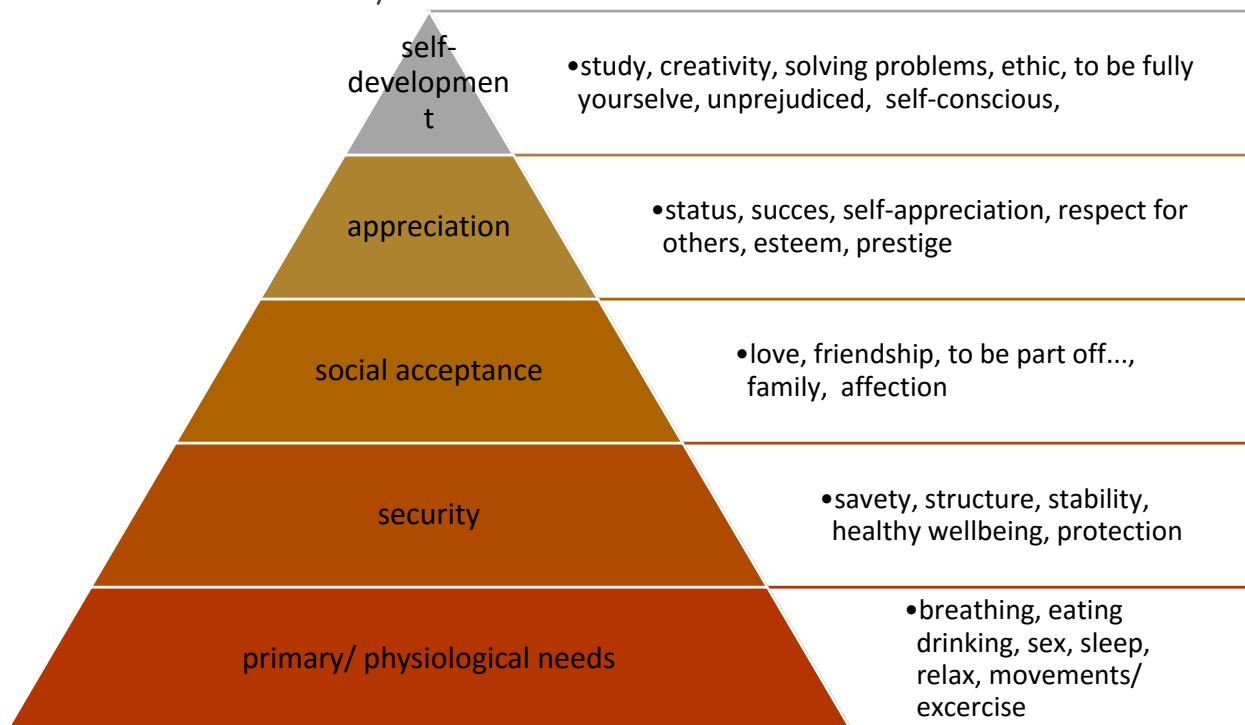 self-
developmen
t
•study, creativity, solving problems, ethic, to be fully
yourselve, unprejudiced, self-conscious,
appreciation
•status, succes, self-appreciation, respect for
others, esteem, prestige
social acceptance
•love, friendship, to be part off...,
family, affection
security
•savety, structure, stability,
healthy wellbeing, protection
primary/ physiological needs
•breathing, eating
drinking, sex, sleep,
relax, movements/
excercise